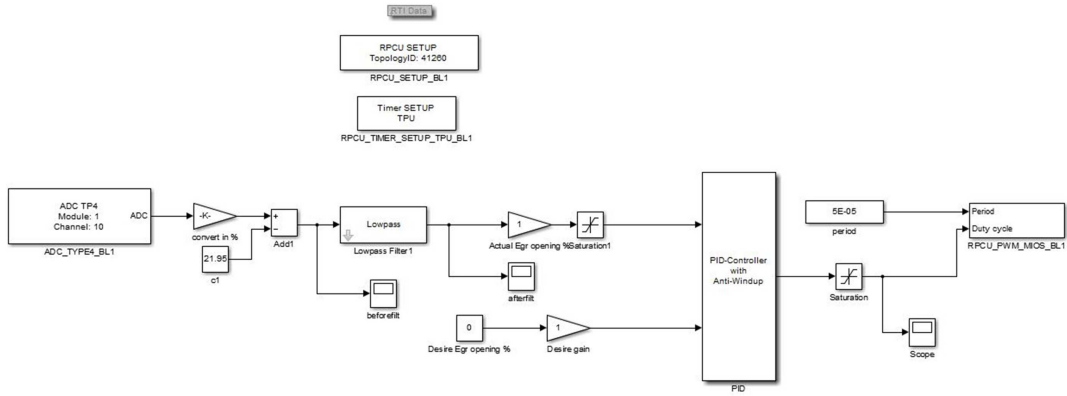 RTI Data
RPCU SETUP
TopologyID: 41260
RPCU_SETUP_BL1
Timer SETUP
TPU
RPCU_TIMER_SETUP_TPU_BL1
ADC TP4
Module: 1
Channel: 10
ADC
ADC_TYPE4_BL1
-K-
convert in %
21.95
c1
+
−
Add1
Lowpass
Lowpass Filter1
beforefilt
1
Actual Egr opening %
Saturation1
afterfilt
0
Desire Egr opening %
1
Desire gain
PID-Controller
with
Anti-Windup
PID
5E-05
period
Saturation
Scope
Period
Duty cycle
RPCU_PWM_MIOS_BL1